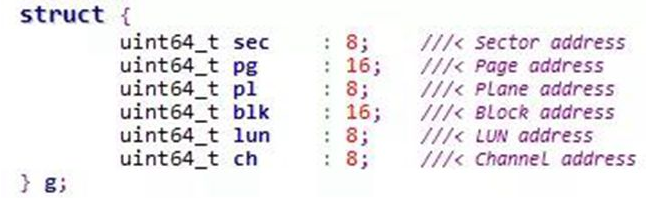 struct {
uint64_t sec : 8; ///< Sector address
uint64_t pg : 16; ///< Page address
uint64_t pl : 8; ///< Plane address
uint64_t blk : 16; ///< Block address
uint64_t lun : 8; ///< LUN address
uint64_t ch : 8; ///< Channel address
} g;